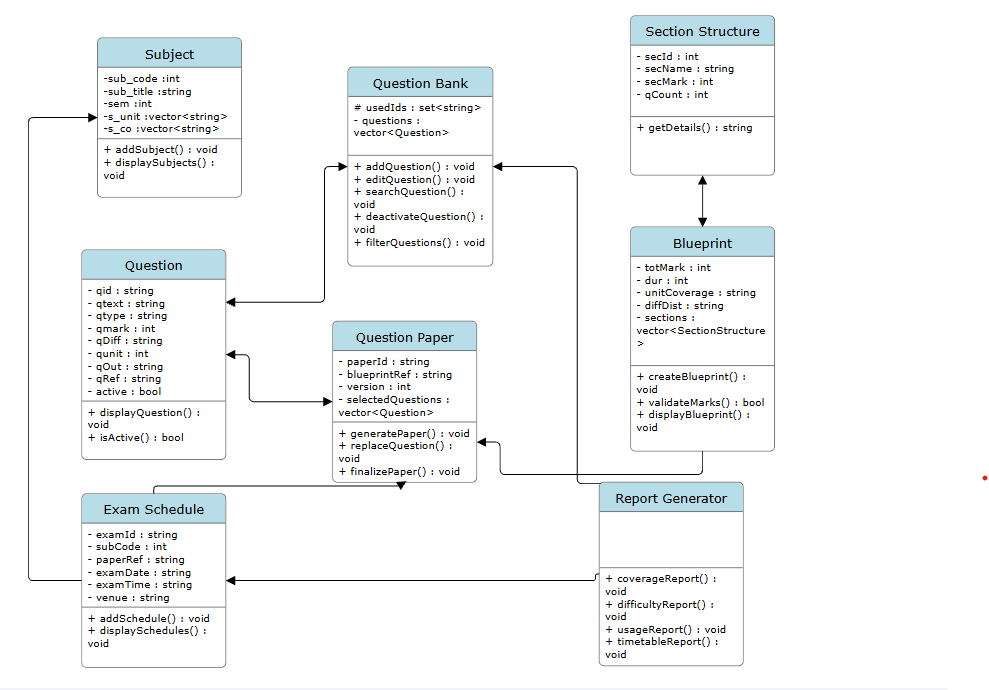 Subject
-sub_code :int
-sub_title :string
-sem :int
-s_unit :vector<string>
-s_co :vector<string>
+ addSubject() : void
+ displaySubjects() :
void
Question Bank
# usedIds : set<string>
- questions :
vector<Question>
+ addQuestion() : void
+ editQuestion() : void
+ searchQuestion() :
void
+ deactivateQuestion() :
void
+ filterQuestions() : void
Section Structure
- secId : int
- secName : string
- secMark : int
- qCount : int
+ getDetails() : string
Question
- qid : string
- qtext : string
- qtype : string
- qmark : int
- qDiff : string
- qunit : int
- qOut : string
- qRef : string
- active : bool
+ displayQuestion() :
void
+ isActive() : bool
Question Paper
- paperId : string
- blueprintRef : string
- version : int
- selectedQuestions :
vector<Question>
+ generatePaper() : void
+ replaceQuestion() :
void
+ finalizePaper() : void
Blueprint
- totMark : int
- dur : int
- unitCoverage : string
- diffDist : string
- sections :
vector<SectionStructure
>
+ createBlueprint() :
void
+ validateMarks() : bool
+ displayBlueprint() :
void
Exam Schedule
- examId : string
- subCode : int
- paperRef : string
- examDate : string
- examTime : string
- venue : string
+ addSchedule() : void
+ displaySchedules() :
void
Report Generator
+ coverageReport() :
void
+ difficultyReport() :
void
+ usageReport() : void
+ timetableReport() :
void